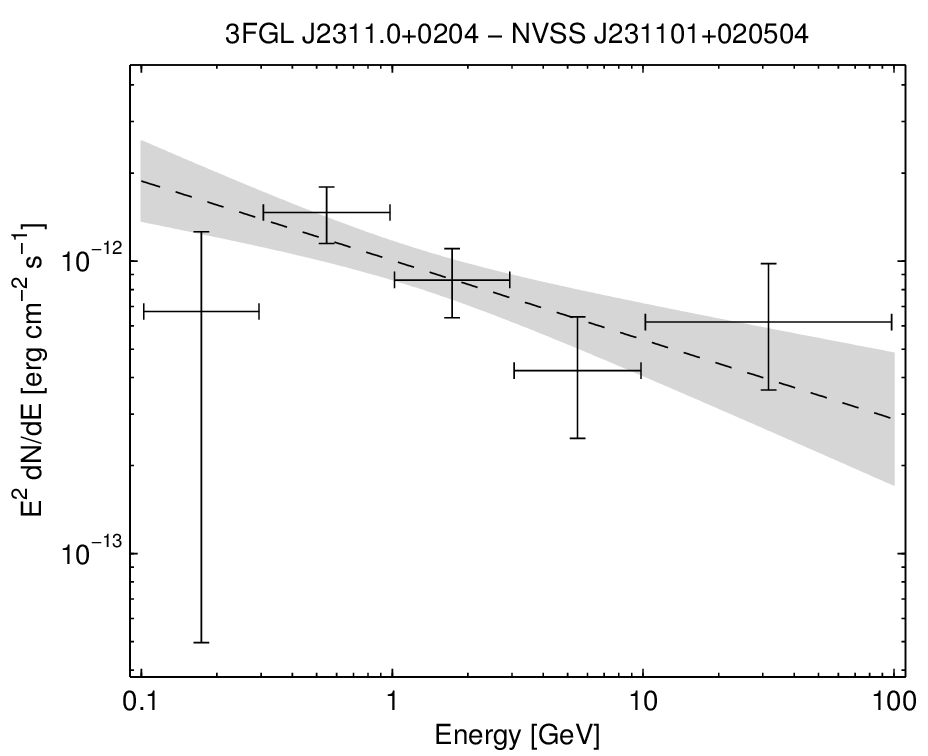 3FGL J2311.0+0204 − NVSS J231101+020504
E² dN/dE [erg cm⁻² s⁻¹]
10⁻¹²
10⁻¹³
0.1 1 10 100
Energy [GeV]